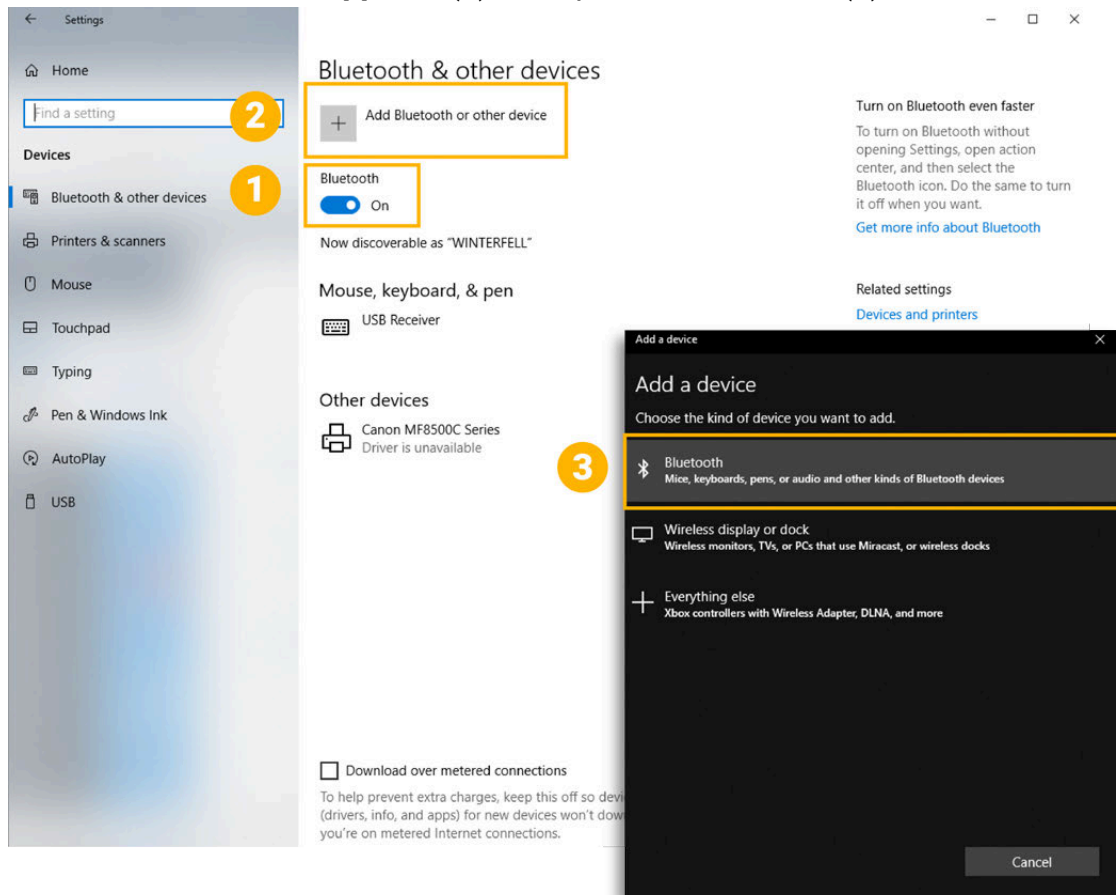 Settings
Home
Find a setting
2
Devices
1
Bluetooth & other devices
Printers & scanners
Mouse
Touchpad
Typing
Pen & Windows Ink
AutoPlay
USB
Bluetooth & other devices
Add Bluetooth or other device
Bluetooth
On
Now discoverable as “WINTERFELL”
Mouse, keyboard, & pen
USB Receiver
Other devices
Canon MF8500C Series
Driver is unavailable
Download over metered connections
To help prevent extra charges, keep this off so devi
(drivers, info, and apps) for new devices won’t dow
you’re on metered Internet connections.
Turn on Bluetooth even faster
To turn on Bluetooth without
opening Settings, open action
center, and then select the
Bluetooth icon. Do the same to turn
it off when you want.
Get more info about Bluetooth
Related settings
Devices and printers
Add a device
Add a device
Choose the kind of device you want to add.
3
Bluetooth
Mice, keyboards, pens, or audio and other kinds of Bluetooth devices
Wireless display or dock
Wireless monitors, TVs, or PCs that use Miracast, or wireless docks
Everything else
Xbox controllers with Wireless Adapter, DLNA, and more
Cancel